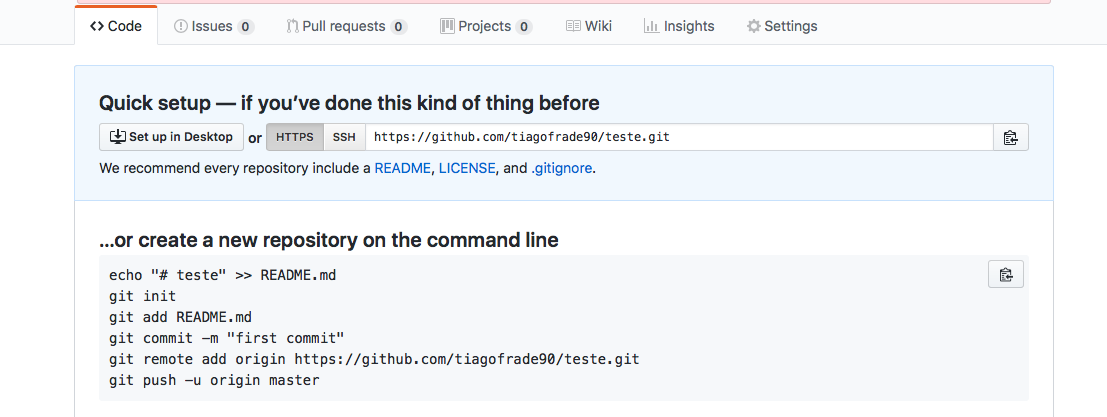 Code Issues 0 Pull requests 0 Projects 0 Wiki Insights Settings
Quick setup — if you’ve done this kind of thing before
Set up in Desktop or HTTPS SSH https://github.com/tiagofrade90/teste.git
We recommend every repository include a README, LICENSE, and .gitignore.
…or create a new repository on the command line
echo "# teste" >> README.md
git init
git add README.md
git commit -m "first commit"
git remote add origin https://github.com/tiagofrade90/teste.git
git push -u origin master